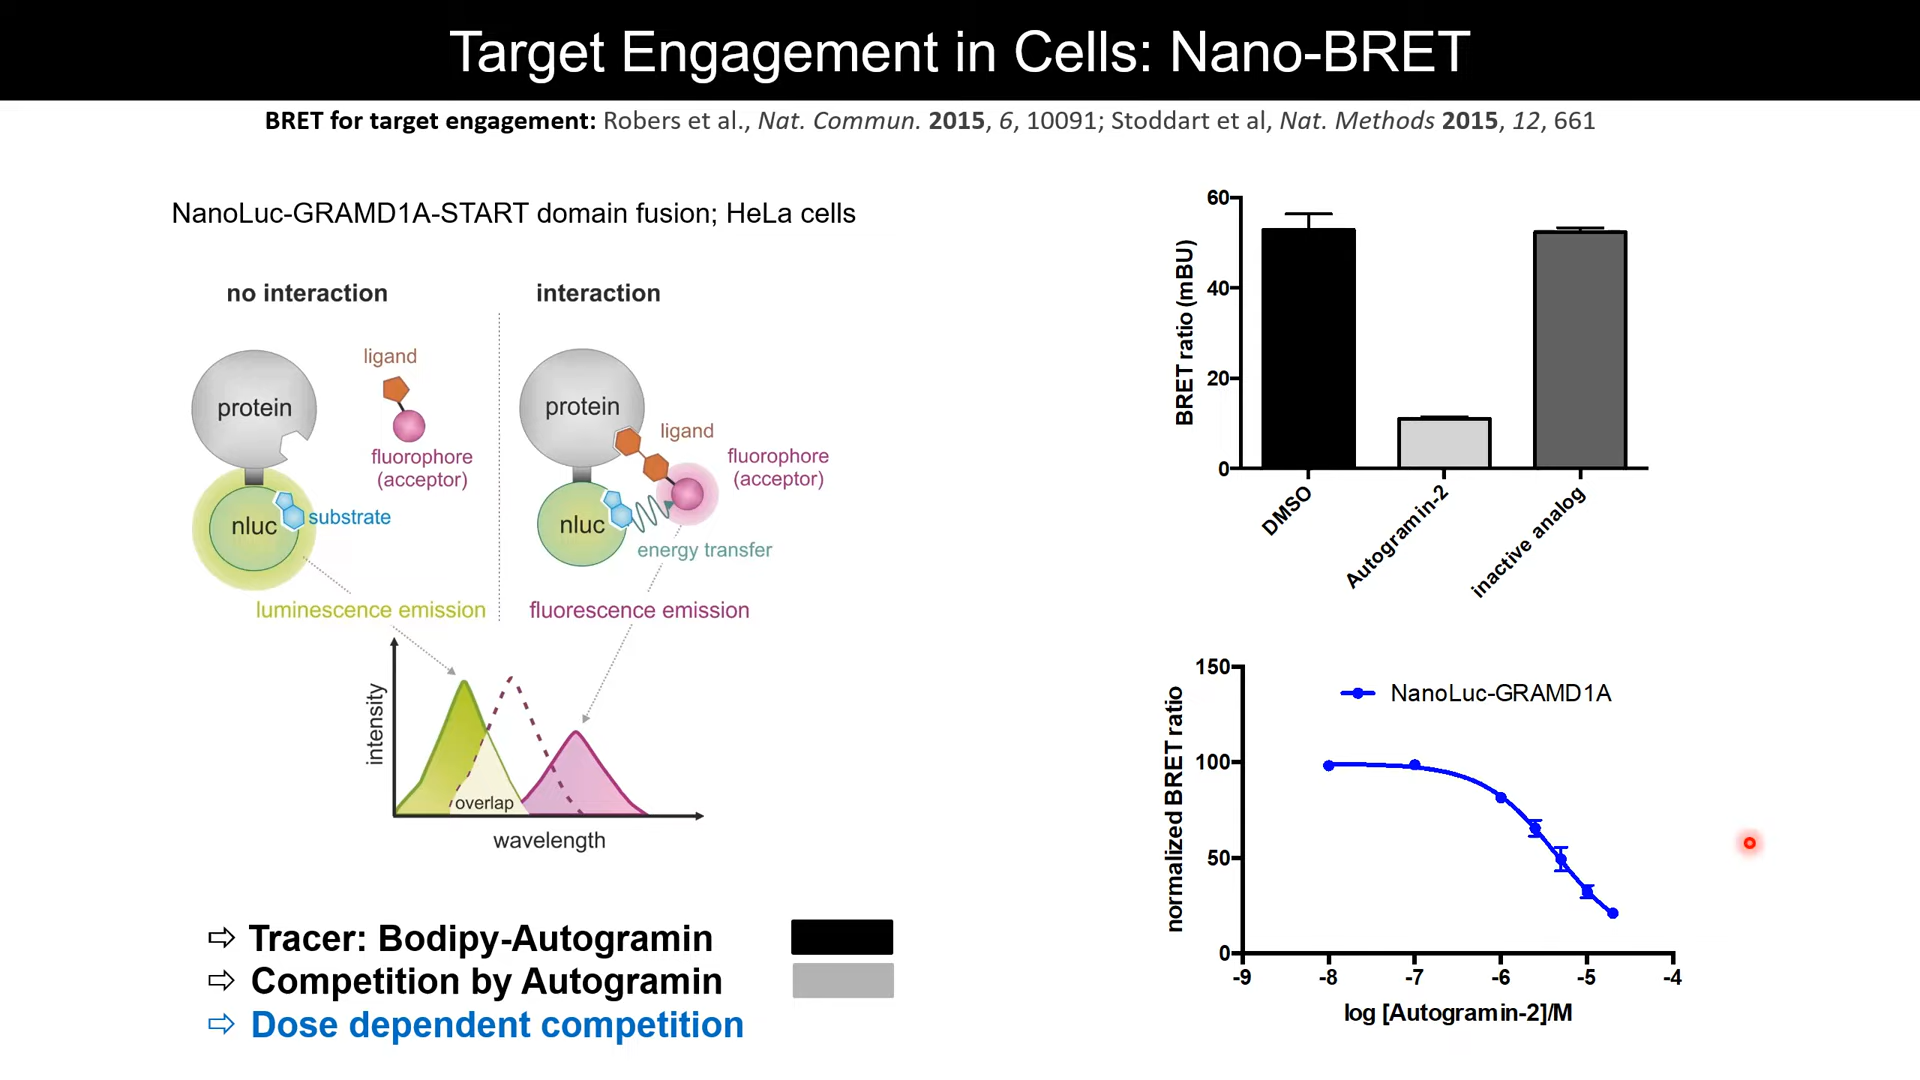 Target Engagement in Cells: Nano-BRET
BRET for target engagement: Robers et al., Nat. Commun. 2015, 6, 10091; Stoddart et al, Nat. Methods 2015, 12, 661
NanoLuc-GRAMD1A-START domain fusion; HeLa cells
no interaction
interaction
protein
ligand
fluorophore
(acceptor)
nluc
substrate
luminescence emission
protein
ligand
fluorophore
(acceptor)
nluc
energy transfer
fluorescence emission
intensity
overlap
wavelength
⇨ Tracer: Bodipy-Autogramin
⇨ Competition by Autogramin
⇨ Dose dependent competition
BRET ratio (mBU)
60
40
20
0
DMSO
Autogramin-2
inactive analog
normalized BRET ratio
150
100
50
0
NanoLuc-GRAMD1A
-9 -8 -7 -6 -5 -4
log [Autogramin-2]/M